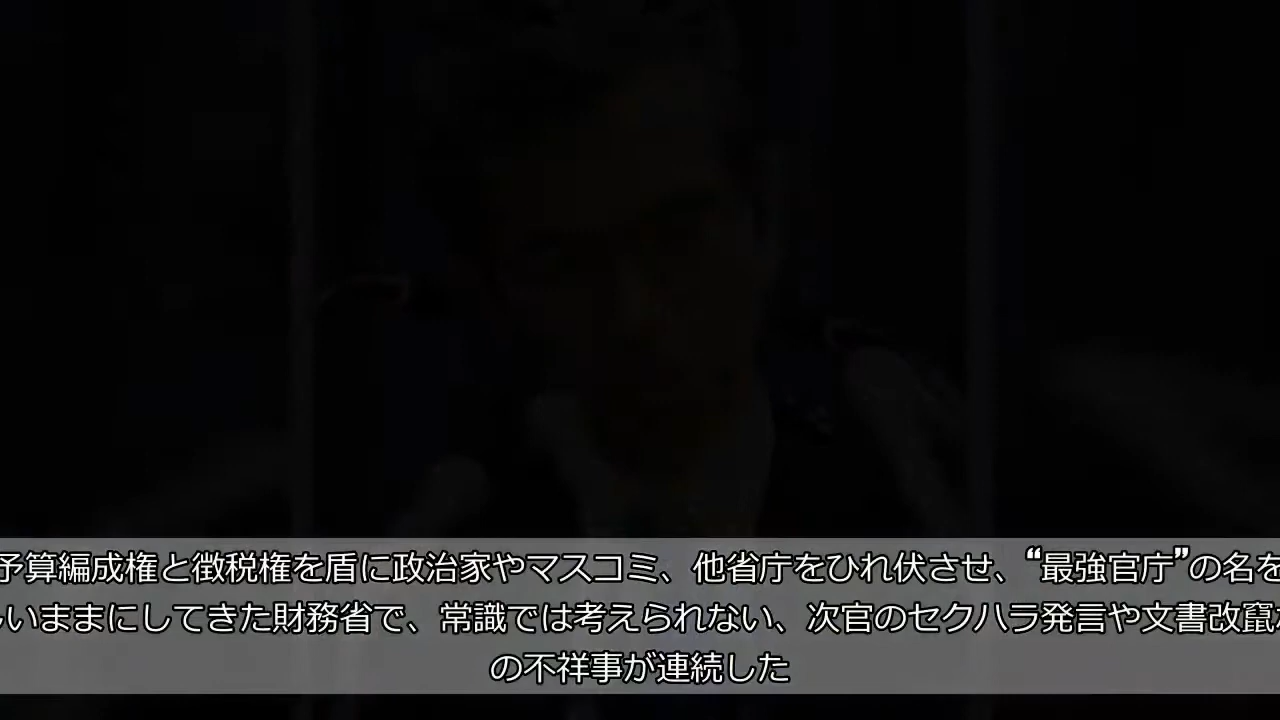 予算編成権と徴税権を盾に政治家やマスコミ、他省庁をひれ伏させ、“最強官庁”の名を
いままにしてきた財務省で、常識では考えられない、次官のセクハラ発言や文書改竄
の不祥事が連続した